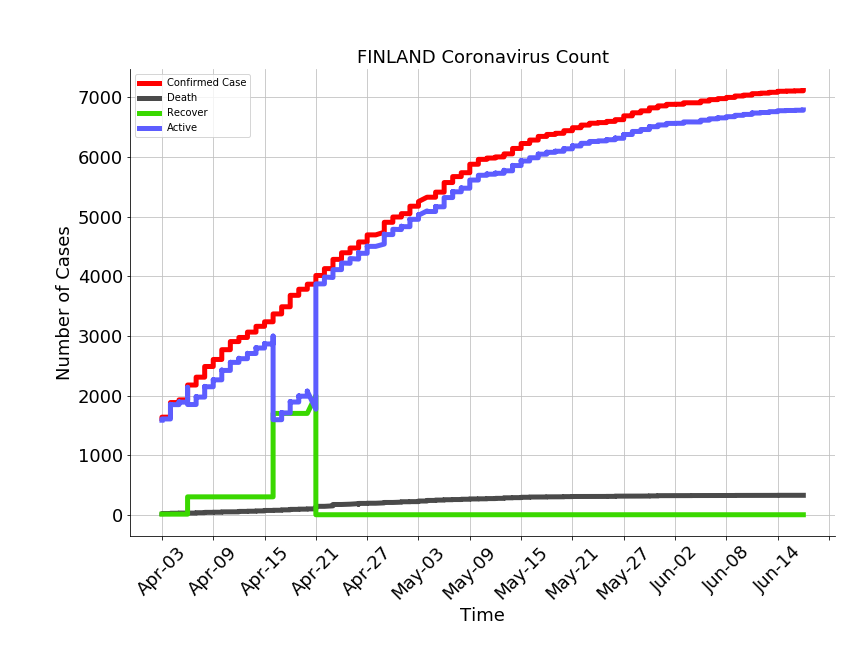 FINLAND Coronavirus Count
Confirmed Case
Death
Recover
Active
Number of Cases
7000
6000
5000
4000
3000
2000
1000
0
Apr-03
Apr-09
Apr-15
Apr-21
Apr-27
May-03
May-09
May-15
May-21
May-27
Jun-02
Jun-08
Jun-14
Time